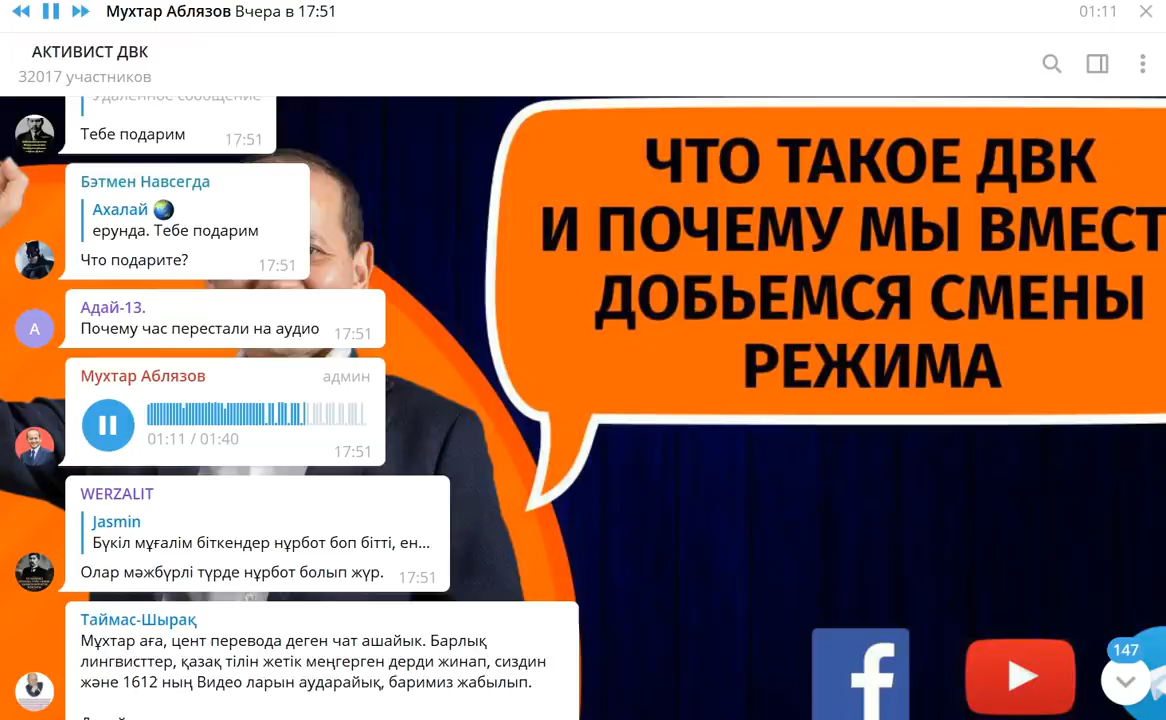 Мухтар Аблязов Вчера в 17:51
01:11
АКТИВИСТ ДВК
32017 участников
Удалённое сообщение
Тебе подарим
17:51
Бэтмен Навсегда
Ахалай
ерунда. Тебе подарим
Что подарите?
17:51
А
Адай-13.
Почему час перестали на аудио
17:51
Мухтар Аблязов
админ
01:11 / 01:40
17:51
WERZALIT
Jasmin
Бүкіл мұғалім біткендер нұрбот боп бітті, ен...
Олар мәжбүрлі түрде нұрбот болып жүр.
17:51
Таймас-Шырақ
Мұхтар аға, цент перевода деген чат ашайык. Барлық
лингвисттер, қазақ тілін жетік меңгерген дерди жинап, сиздин
және 1612 ның Видео ларын аударайық, баримиз жабылып.
ЧТО ТАКОЕ ДВК
И ПОЧЕМУ МЫ ВМЕСТ
ДОБЬЕМСЯ СМЕНЫ
РЕЖИМА
f
147